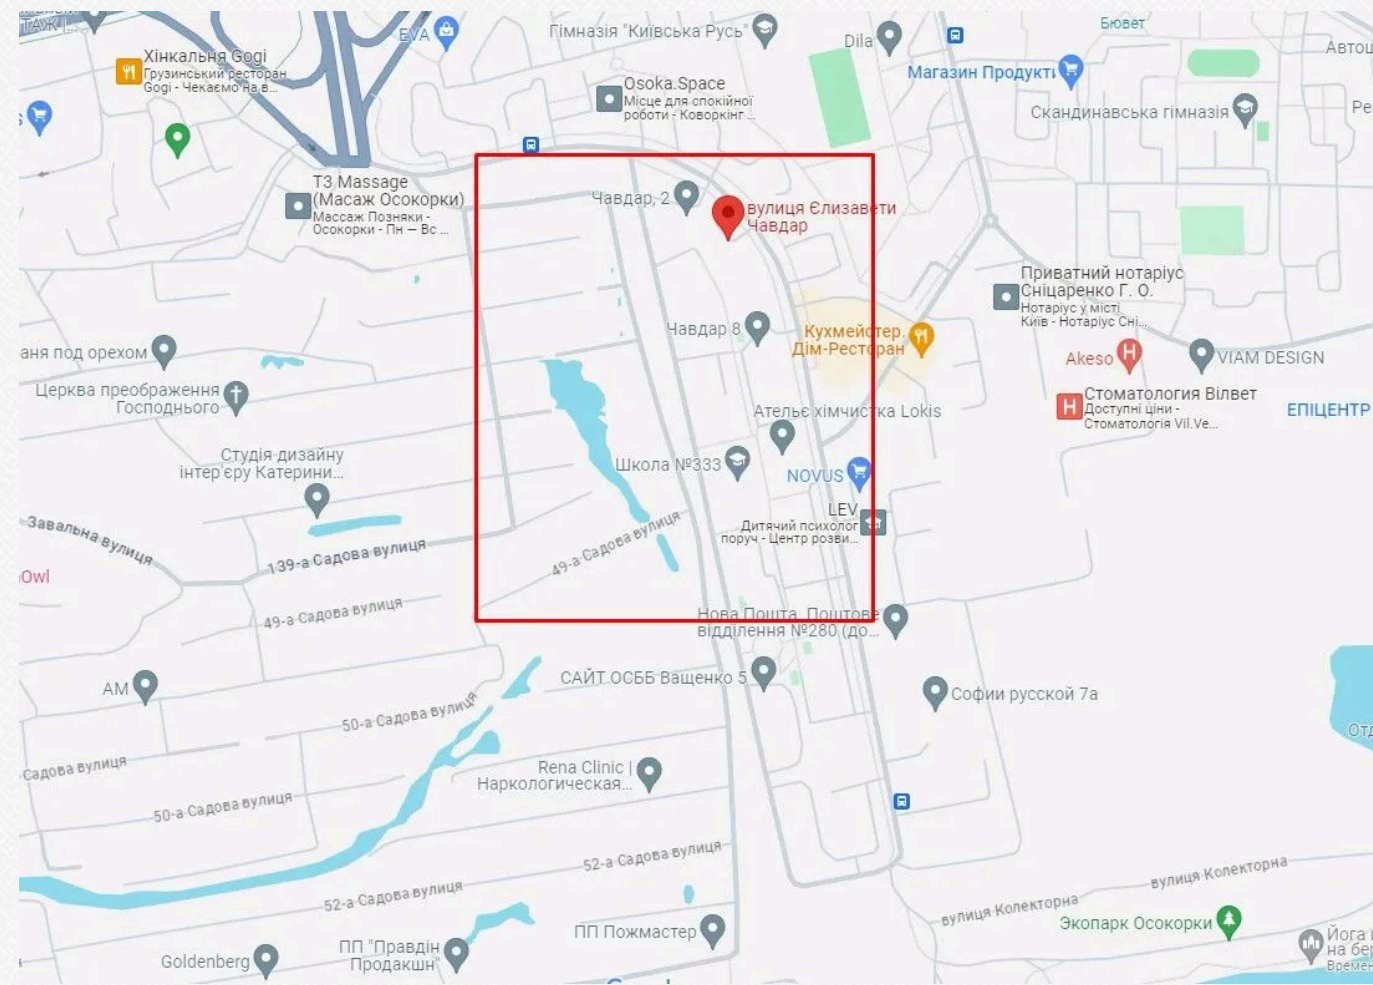 EVA
Гімназія "Київська Русь"
Dila
Бювет
Хінкальня Gogi
Грузинський ресторан
Gogi - Чекаємо на в...
Магазин Продукти
Osoka.Space
Місце для спокійної
роботи - Коворкінг ...
Скандинавська гімназія
T3 Massage
(Масаж Осокорки)
Массаж Позняки -
Осокорки - Пн — Вс ...
Чавдар, 2
вулиця Єлизавети
Чавдар
Приватний нотаріус
Сніцаренко Г. О.
Нотаріус у місті
Київ - Нотаріус Сні...
Чавдар 8
Кухмейстер.
Дім-Ресторан
аня под орехом
Akeso
VIAM DESIGN
Церква преображення
Господнього
Стоматология Вілвет
Доступні ціни -
Стоматологія Vil.Ve...
ЕПІЦЕНТР
Ательє хімчистка Lokis
Студія дизайну
інтер'єру Катерини...
Школа №333
NOVUS
LEV
Дитячий психолог
поруч - Центр розви...
Завальна вулиця
139-а Садова вулиця
49-а Садова вулиця
Owl
49-а Садова вулиця
Нова Пошта. Поштове
відділення №280 (до...
САЙТ ОСББ Ващенко 5
АМ
Софии русской 7а
50-а Садова вулиця
Садова вулиця
Rena Clinic |
Наркологическая...
50-а Садова вулиця
52-а Садова вулиця
52-а Садова вулиця
вулиця Колекторна
вулиця Колекторна
Экопарк Осокорки
ПП Пожмастер
ПП "Правдін
Продакшн"
Goldenberg
Йога
на бер
Времен